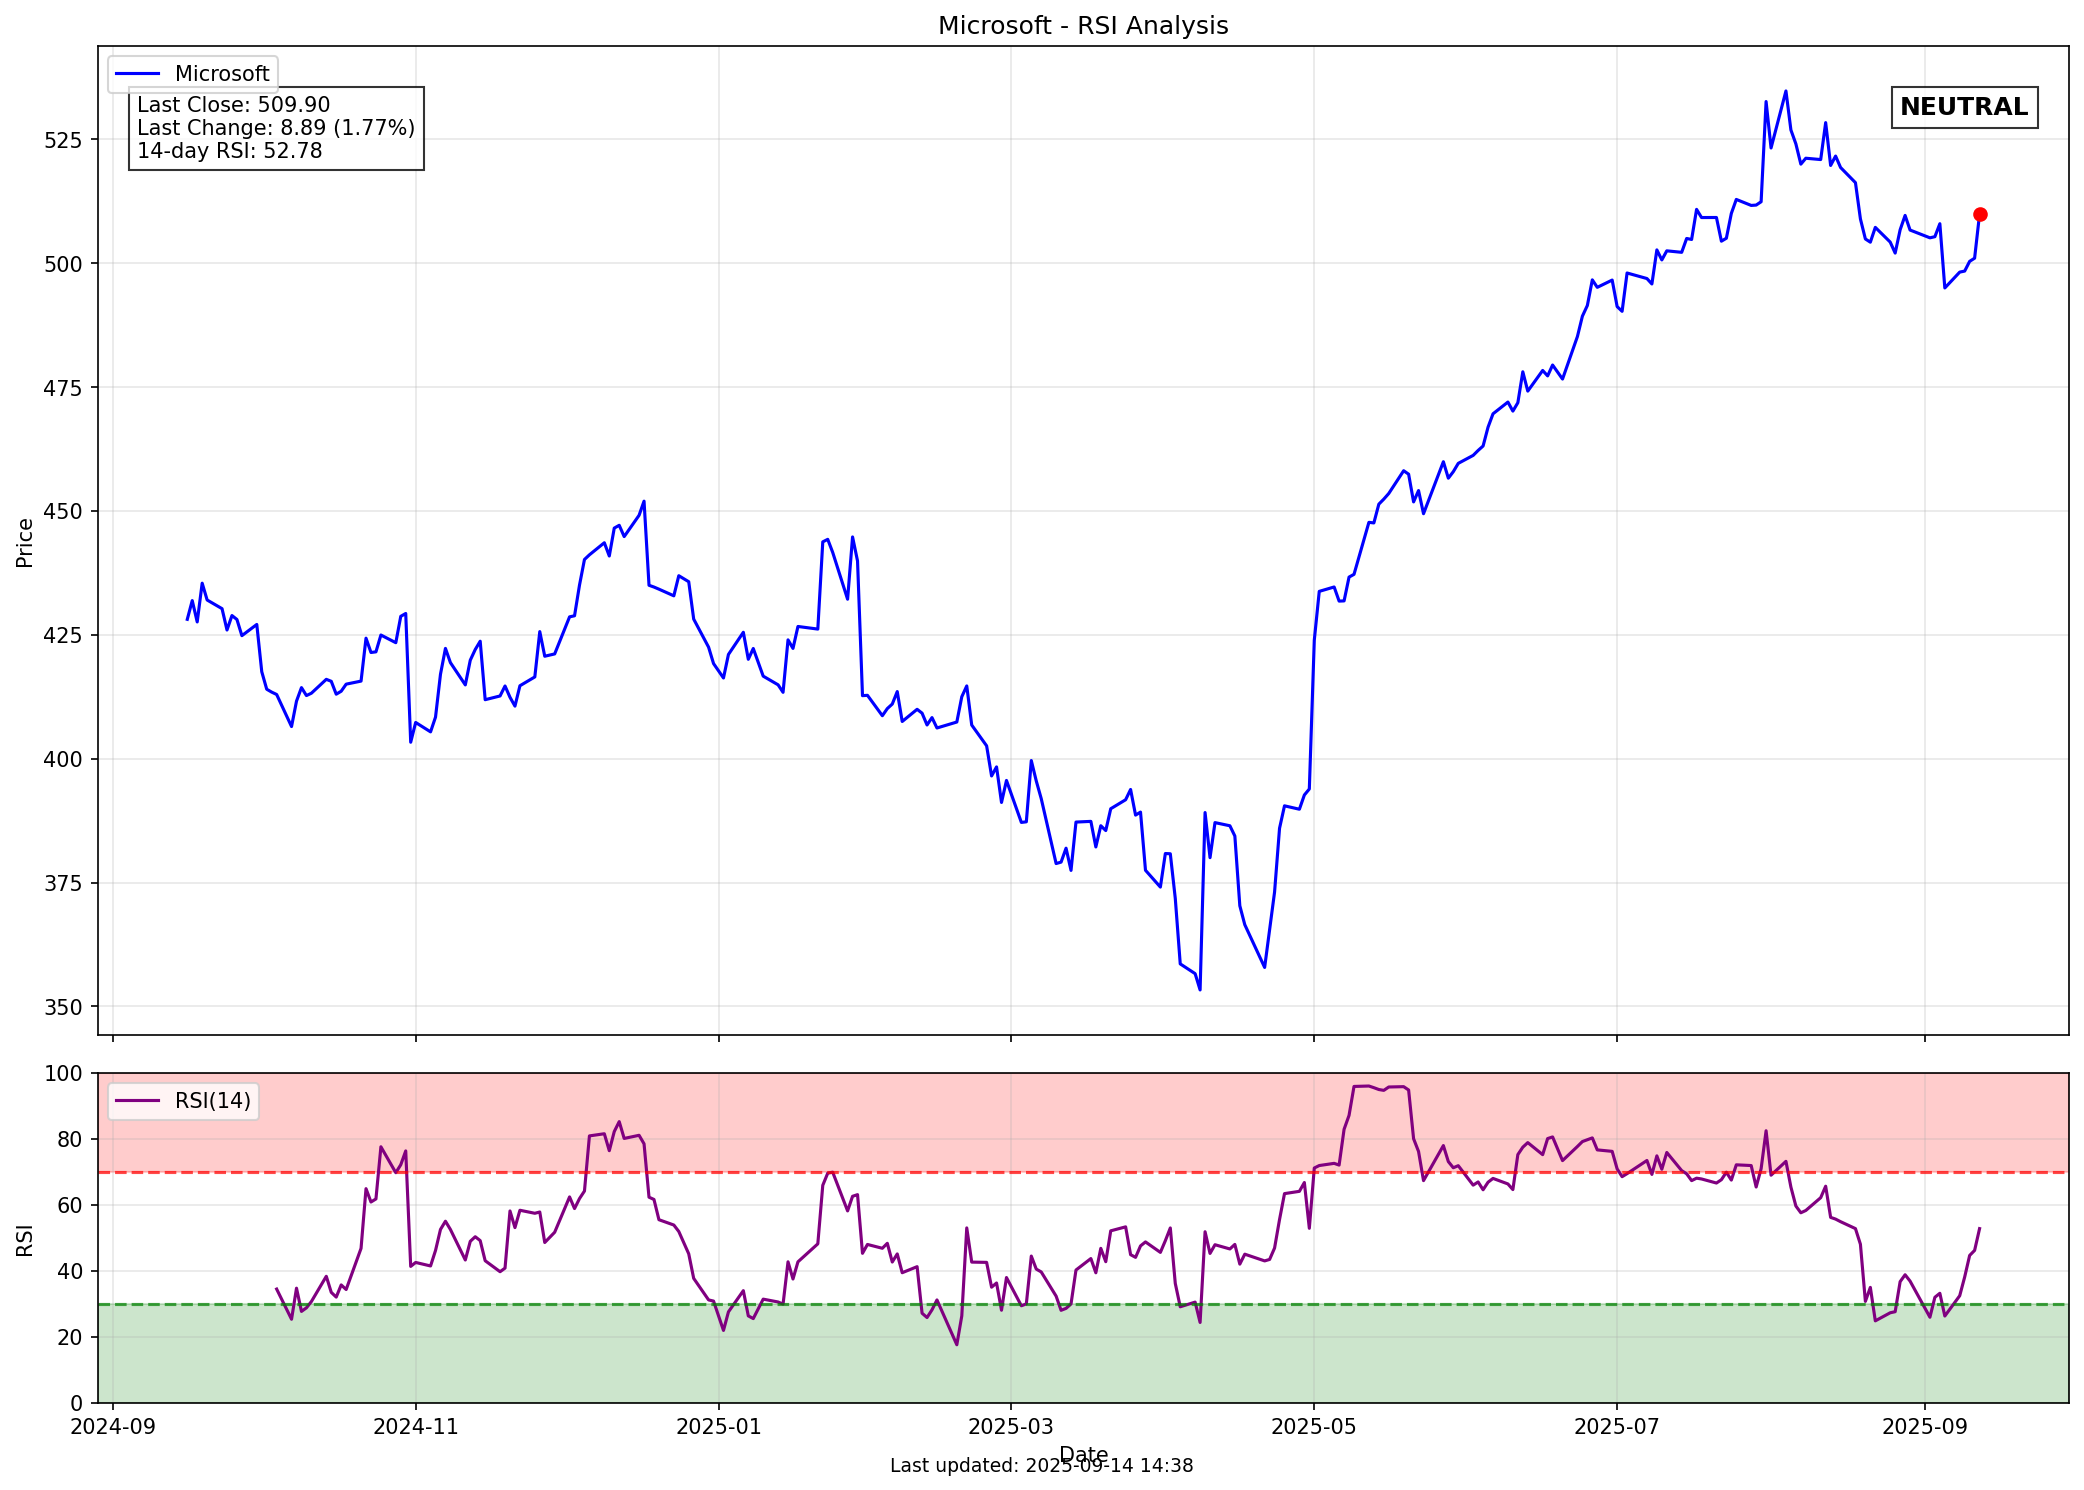 Microsoft - RSI Analysis
Microsoft
Last Close: 509.90
Last Change: 8.89 (1.77%)
14-day RSI: 52.78
NEUTRAL
Price
525
500
475
450
425
400
375
350
RSI(14)
RSI
100
80
60
40
20
0
2024-09
2024-11
2025-01
2025-03
2025-05
2025-07
2025-09
Date
Last updated: 2025-09-14 14:38